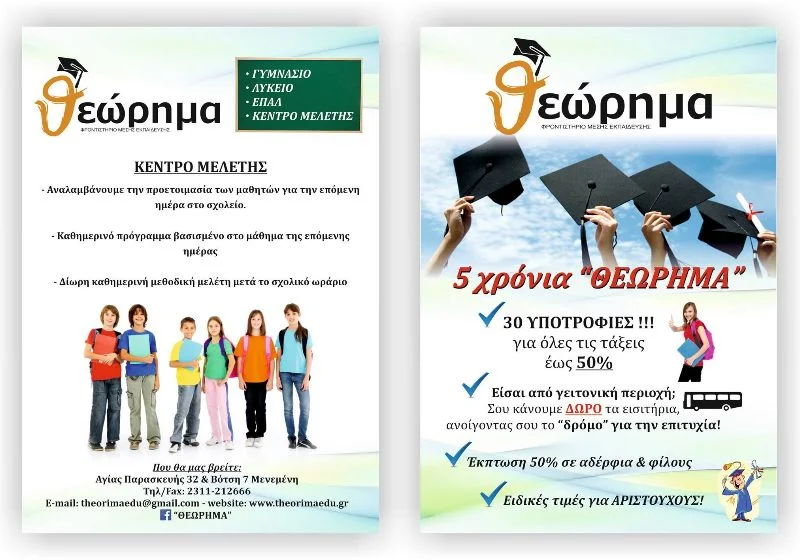 θεώρημα
ΦΡΟΝΤΙΣΤΗΡΙΟ ΜΕΣΗΣ ΕΚΠΑΙΔΕΥΣΗΣ
• ΓΥΜΝΑΣΙΟ
• ΛΥΚΕΙΟ
• ΕΠΑΛ
• ΚΕΝΤΡΟ ΜΕΛΕΤΗΣ
ΚΕΝΤΡΟ ΜΕΛΕΤΗΣ
- Αναλαμβάνουμε την προετοιμασία των μαθητών για την επόμενη
ημέρα στο σχολείο.
- Καθημερινό πρόγραμμα βασισμένο στο μάθημα της επόμενης
ημέρας
- Δίωρη καθημερινή μεθοδική μελέτη μετά το σχολικό ωράριο
Που θα μας βρείτε:
Αγίας Παρασκευής 32 & Βότση 7 Μενεμένη
Τηλ/Fax: 2311-212666
E-mail: theorimaedu@gmail.com - website: www.theorimaedu.gr
f "ΘΕΩΡΗΜΑ"
θεώρημα
ΦΡΟΝΤΙΣΤΗΡΙΟ ΜΕΣΗΣ ΕΚΠΑΙΔΕΥΣΗΣ
5 χρόνια "ΘΕΩΡΗΜΑ"
30 ΥΠΟΤΡΟΦΙΕΣ !!!
για όλες τις τάξεις
έως 50%
Είσαι από γειτονική περιοχή;
Σου κάνουμε ΔΩΡΟ τα εισιτήρια,
ανοίγοντας σου το "δρόμο" για την επιτυχία!
Έκπτωση 50% σε αδέρφια & φίλους
Ειδικές τιμές για ΑΡΙΣΤΟΥΧΟΥΣ!